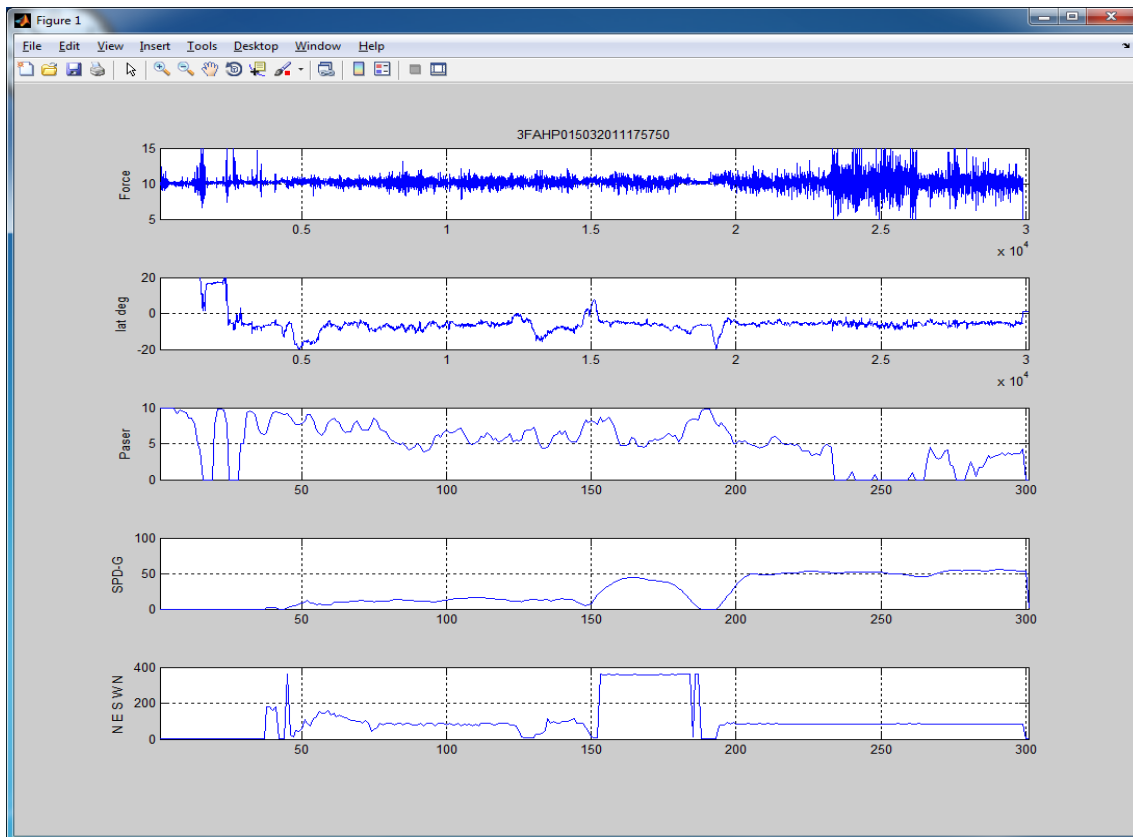 Figure 1
File Edit View Insert Tools Desktop Window Help
3FAHP015032011175750
Force
15
10
5
0.5 1 1.5 2 2.5 3
x 10^4
lat deg
20
0
-20
0.5 1 1.5 2 2.5 3
x 10^4
Paser
10
5
0
50 100 150 200 250 300
SPD-G
100
50
0
50 100 150 200 250 300
N E S W N
400
200
0
50 100 150 200 250 300